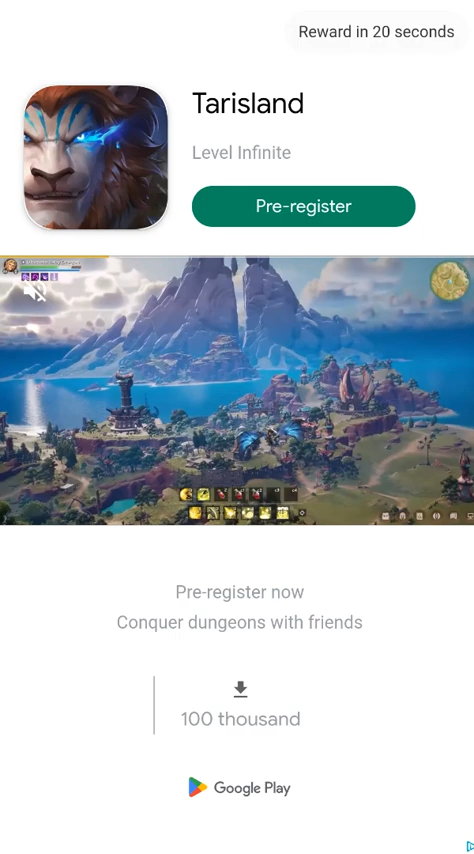 Reward in 20 seconds
Tarisland
Level Infinite
Pre-register
Pre-register now
Conquer dungeons with friends
100 thousand
Google Play